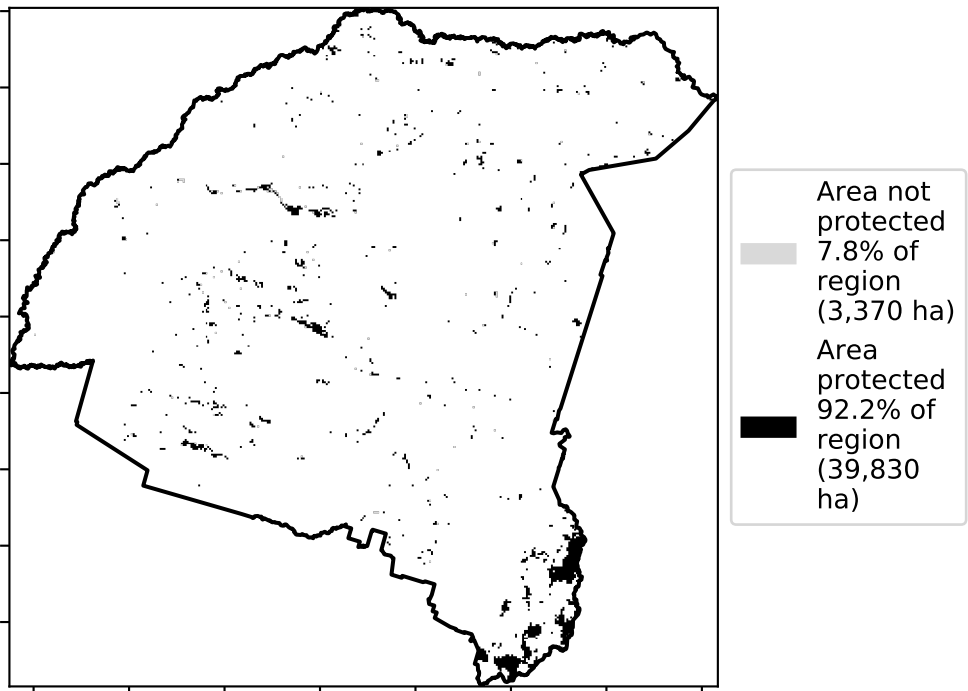 Area not
protected
7.8% of
region
(3,370 ha)
Area
protected
92.2% of
region
(39,830
ha)